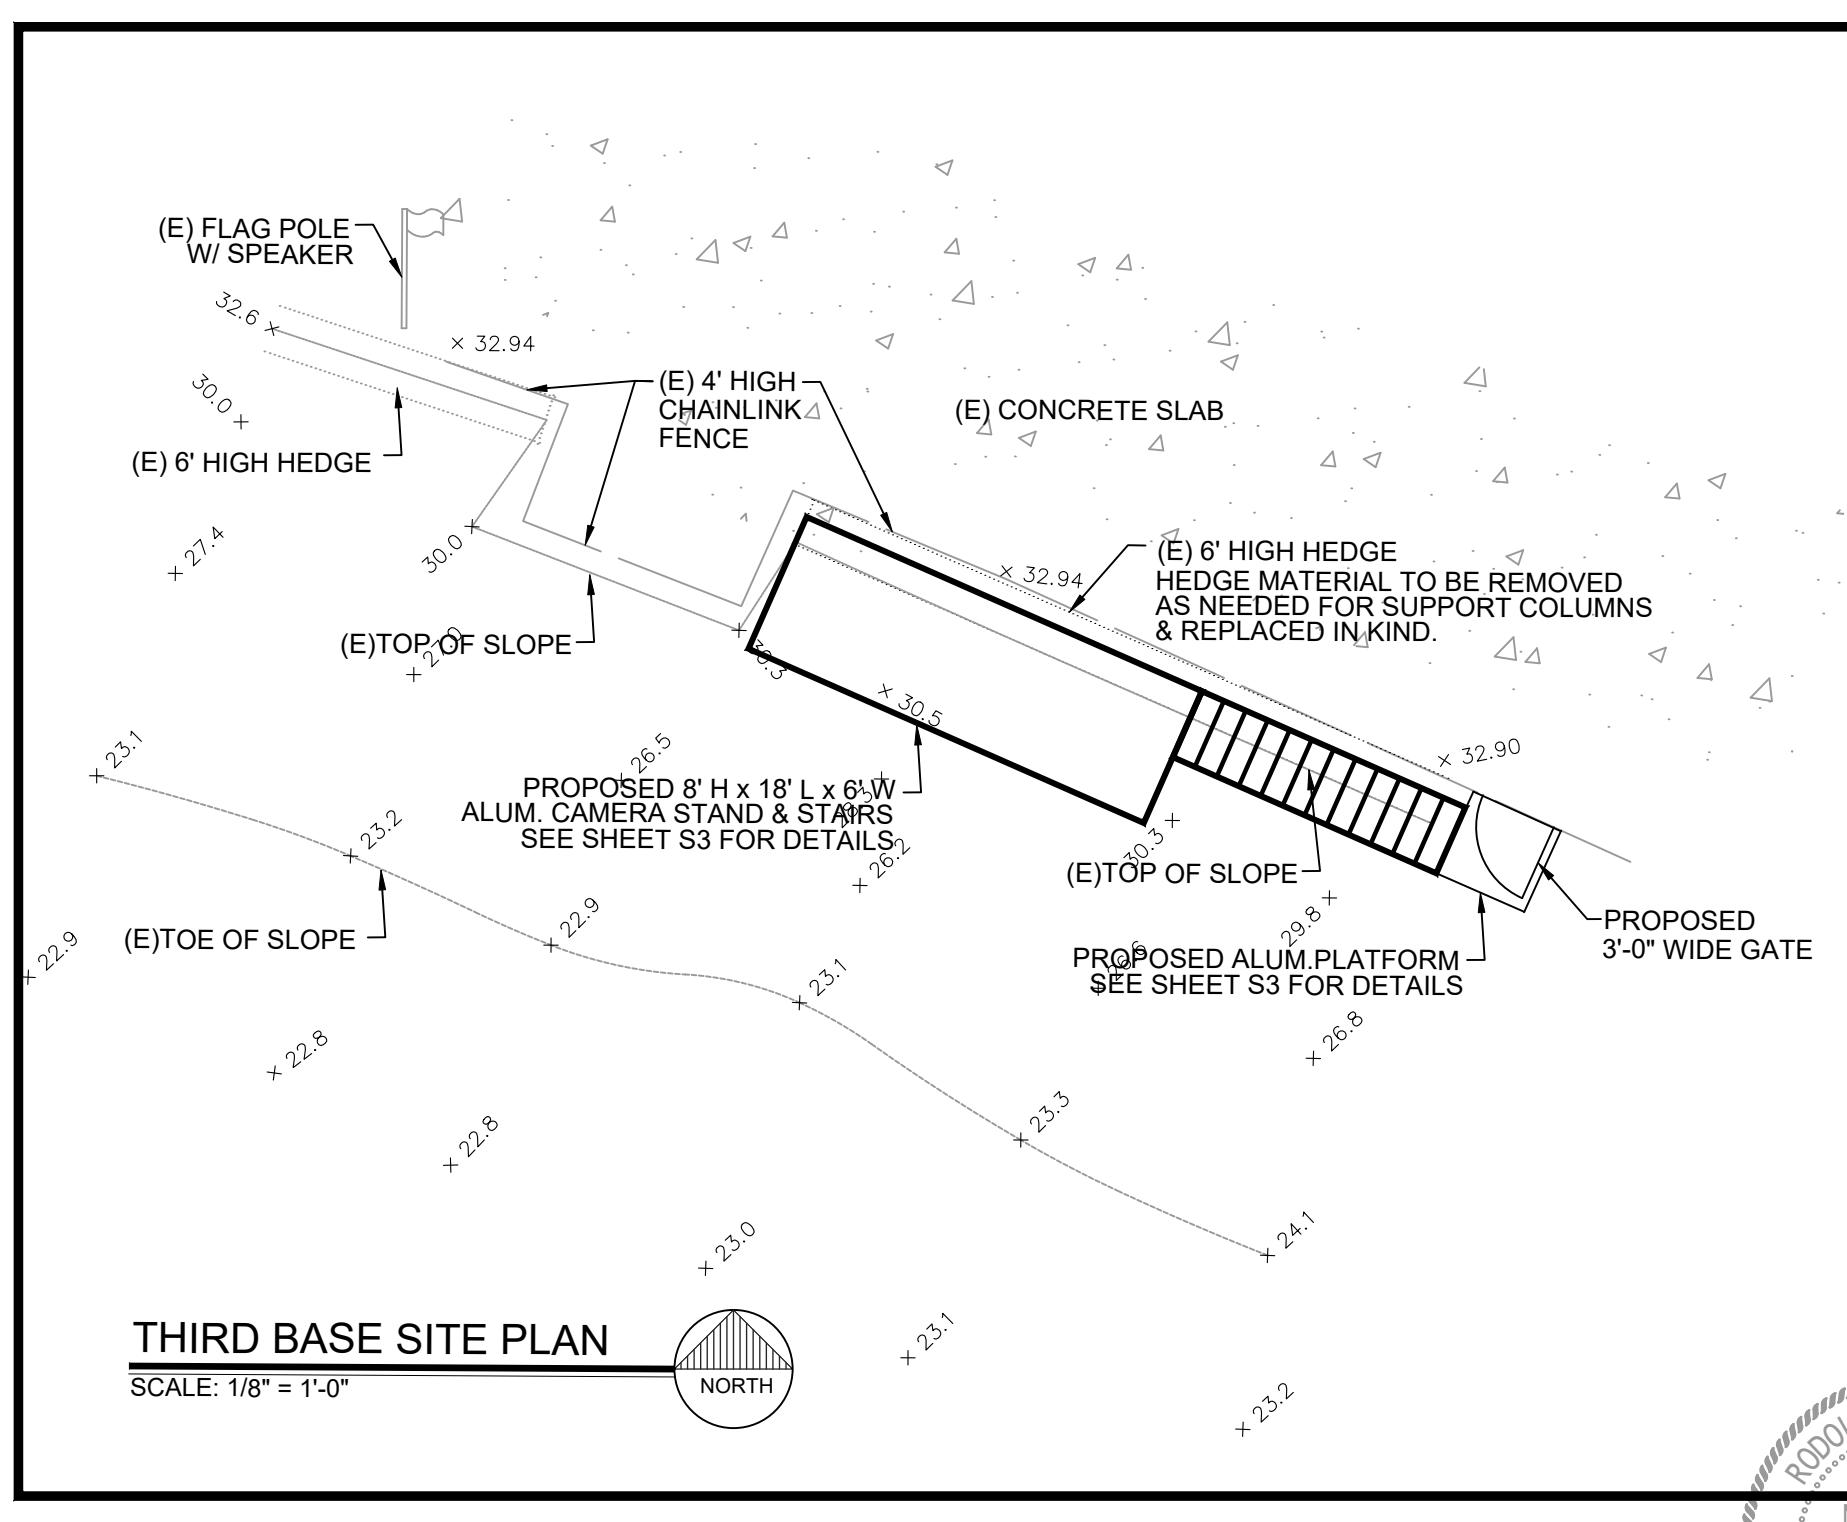 (E) FLAG POLE
W/ SPEAKER
32.6
32.94
30.0
(E) 4' HIGH
CHAINLINK
FENCE
(E) CONCRETE SLAB
(E) 6' HIGH HEDGE
27.4
30.0
32.94
(E) 6' HIGH HEDGE
HEDGE MATERIAL TO BE REMOVED
AS NEEDED FOR SUPPORT COLUMNS
& REPLACED IN KIND.
(E)TOP OF SLOPE
27.0
30.3
30.5
32.90
23.1
26.5
PROPOSED 8' H x 18' L x 6' W
ALUM. CAMERA STAND & STAIRS
SEE SHEET S3 FOR DETAILS
23.2
26.2
30.3
(E)TOP OF SLOPE
22.9
29.8
PROPOSED
3'-0" WIDE GATE
(E)TOE OF SLOPE
22.9
PROPOSED ALUM.PLATFORM
SEE SHEET S3 FOR DETAILS
26.6
23.1
22.8
26.8
22.8
23.3
23.0
24.1
THIRD BASE SITE PLAN
SCALE: 1/8" = 1'-0"
NORTH
23.1
23.2